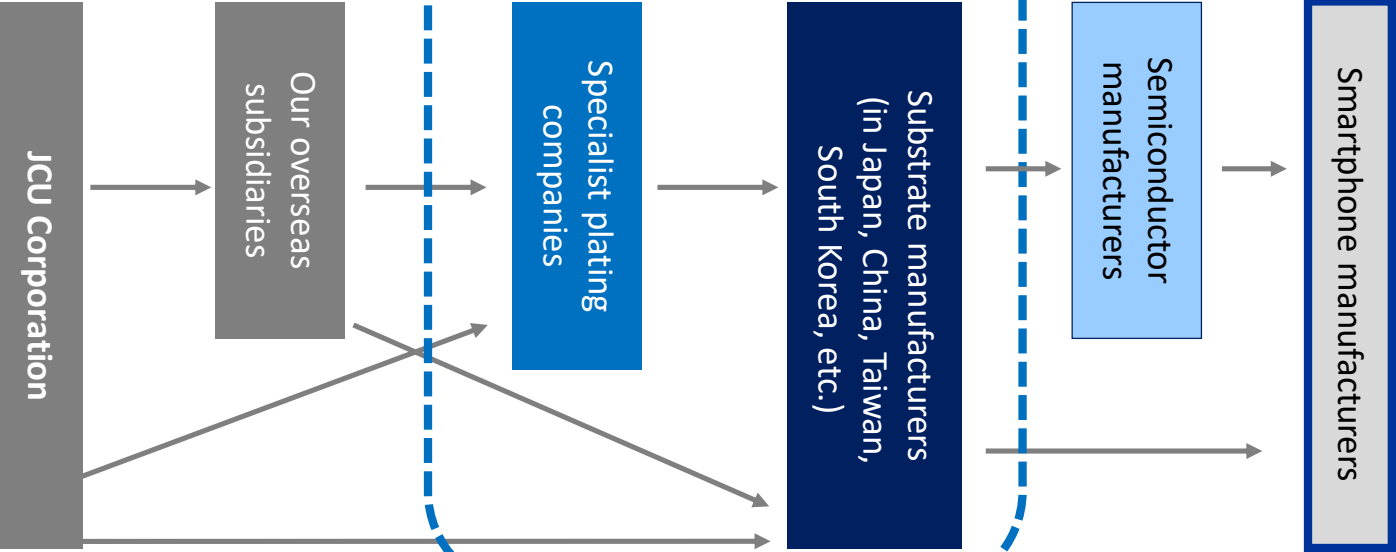 JCU Corporation
Our overseas
subsidiaries
Specialist plating
companies
Substrate manufacturers
(in Japan, China, Taiwan,
South Korea, etc.)
Semiconductor
manufacturers
Smartphone manufacturers